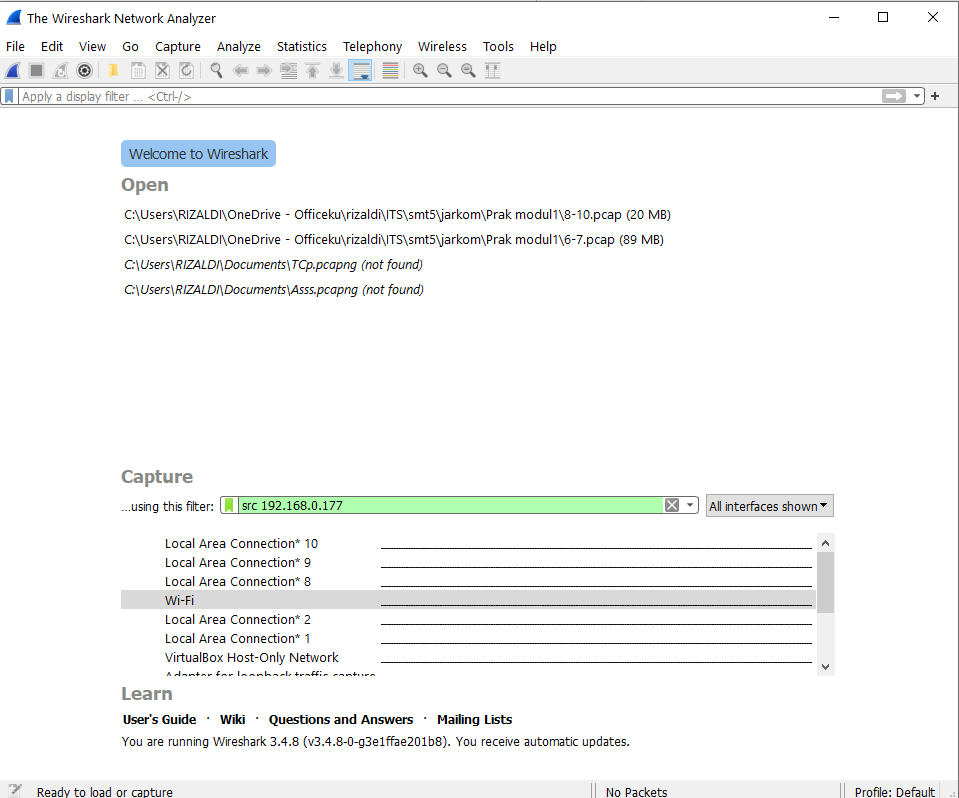 The Wireshark Network Analyzer
File Edit View Go Capture Analyze Statistics Telephony Wireless Tools Help
Apply a display filter ... <Ctrl-/>
Welcome to Wireshark
Open
C:\Users\RIZALDI\OneDrive - Officeku\rizaldi\ITS\smt5\jarkom\Prak modul1\8-10.pcap (20 MB)
C:\Users\RIZALDI\OneDrive - Officeku\rizaldi\ITS\smt5\jarkom\Prak modul1\6-7.pcap (89 MB)
C:\Users\RIZALDI\Documents\TCp.pcapng (not found)
C:\Users\RIZALDI\Documents\Asss.pcapng (not found)
Capture
...using this filter: src 192.168.0.177 All interfaces shown
Local Area Connection* 10
Local Area Connection* 9
Local Area Connection* 8
Wi-Fi
Local Area Connection* 2
Local Area Connection* 1
VirtualBox Host-Only Network
Adapter for loopback traffic capture
Learn
User's Guide · Wiki · Questions and Answers · Mailing Lists
You are running Wireshark 3.4.8 (v3.4.8-0-g3e1ffae201b8). You receive automatic updates.
Ready to load or capture No Packets Profile: Default